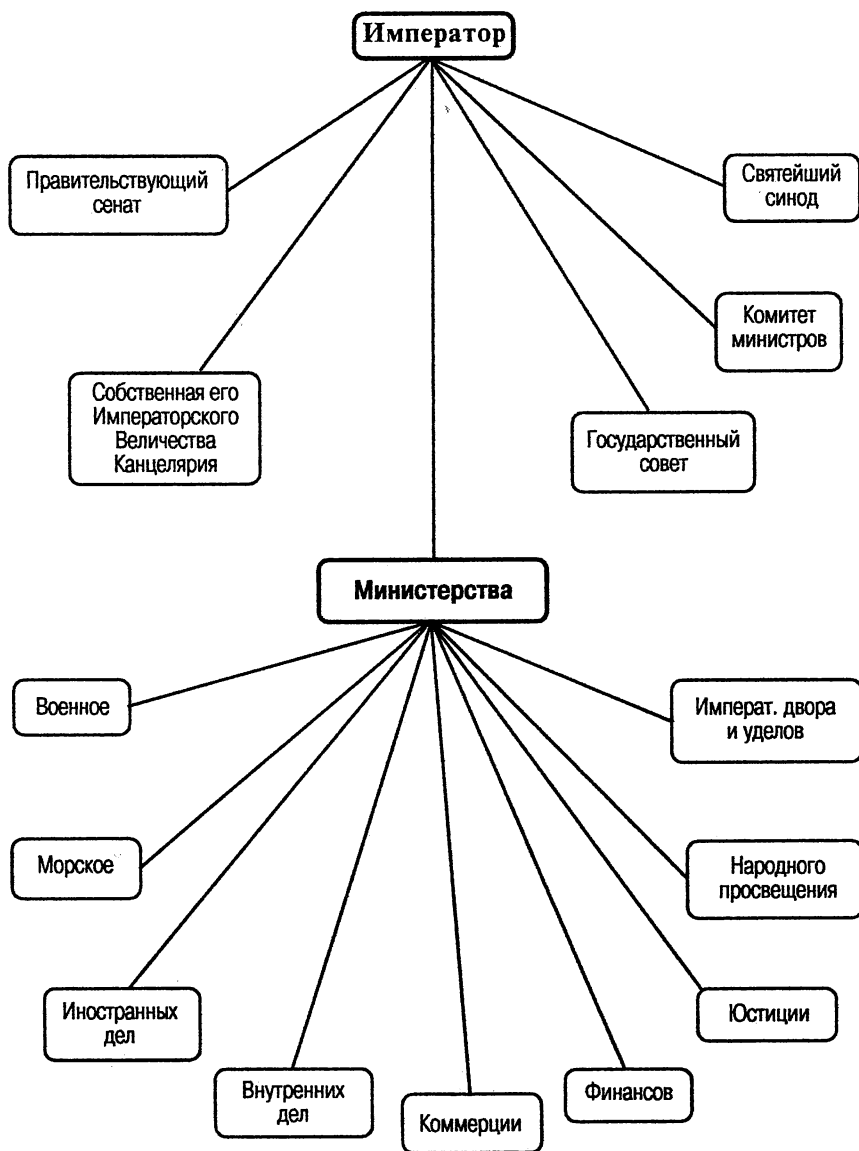 Император
Правительствующий
сенат
Святейший
синод
Комитет
министров
Собственная его
Императорского
Величества
Канцелярия
Государственный
совет
Министерства
Военное
Императ. двора
и уделов
Морское
Народного
просвещения
Иностранных
дел
Юстиции
Внутренних
дел
Финансов
Коммерции